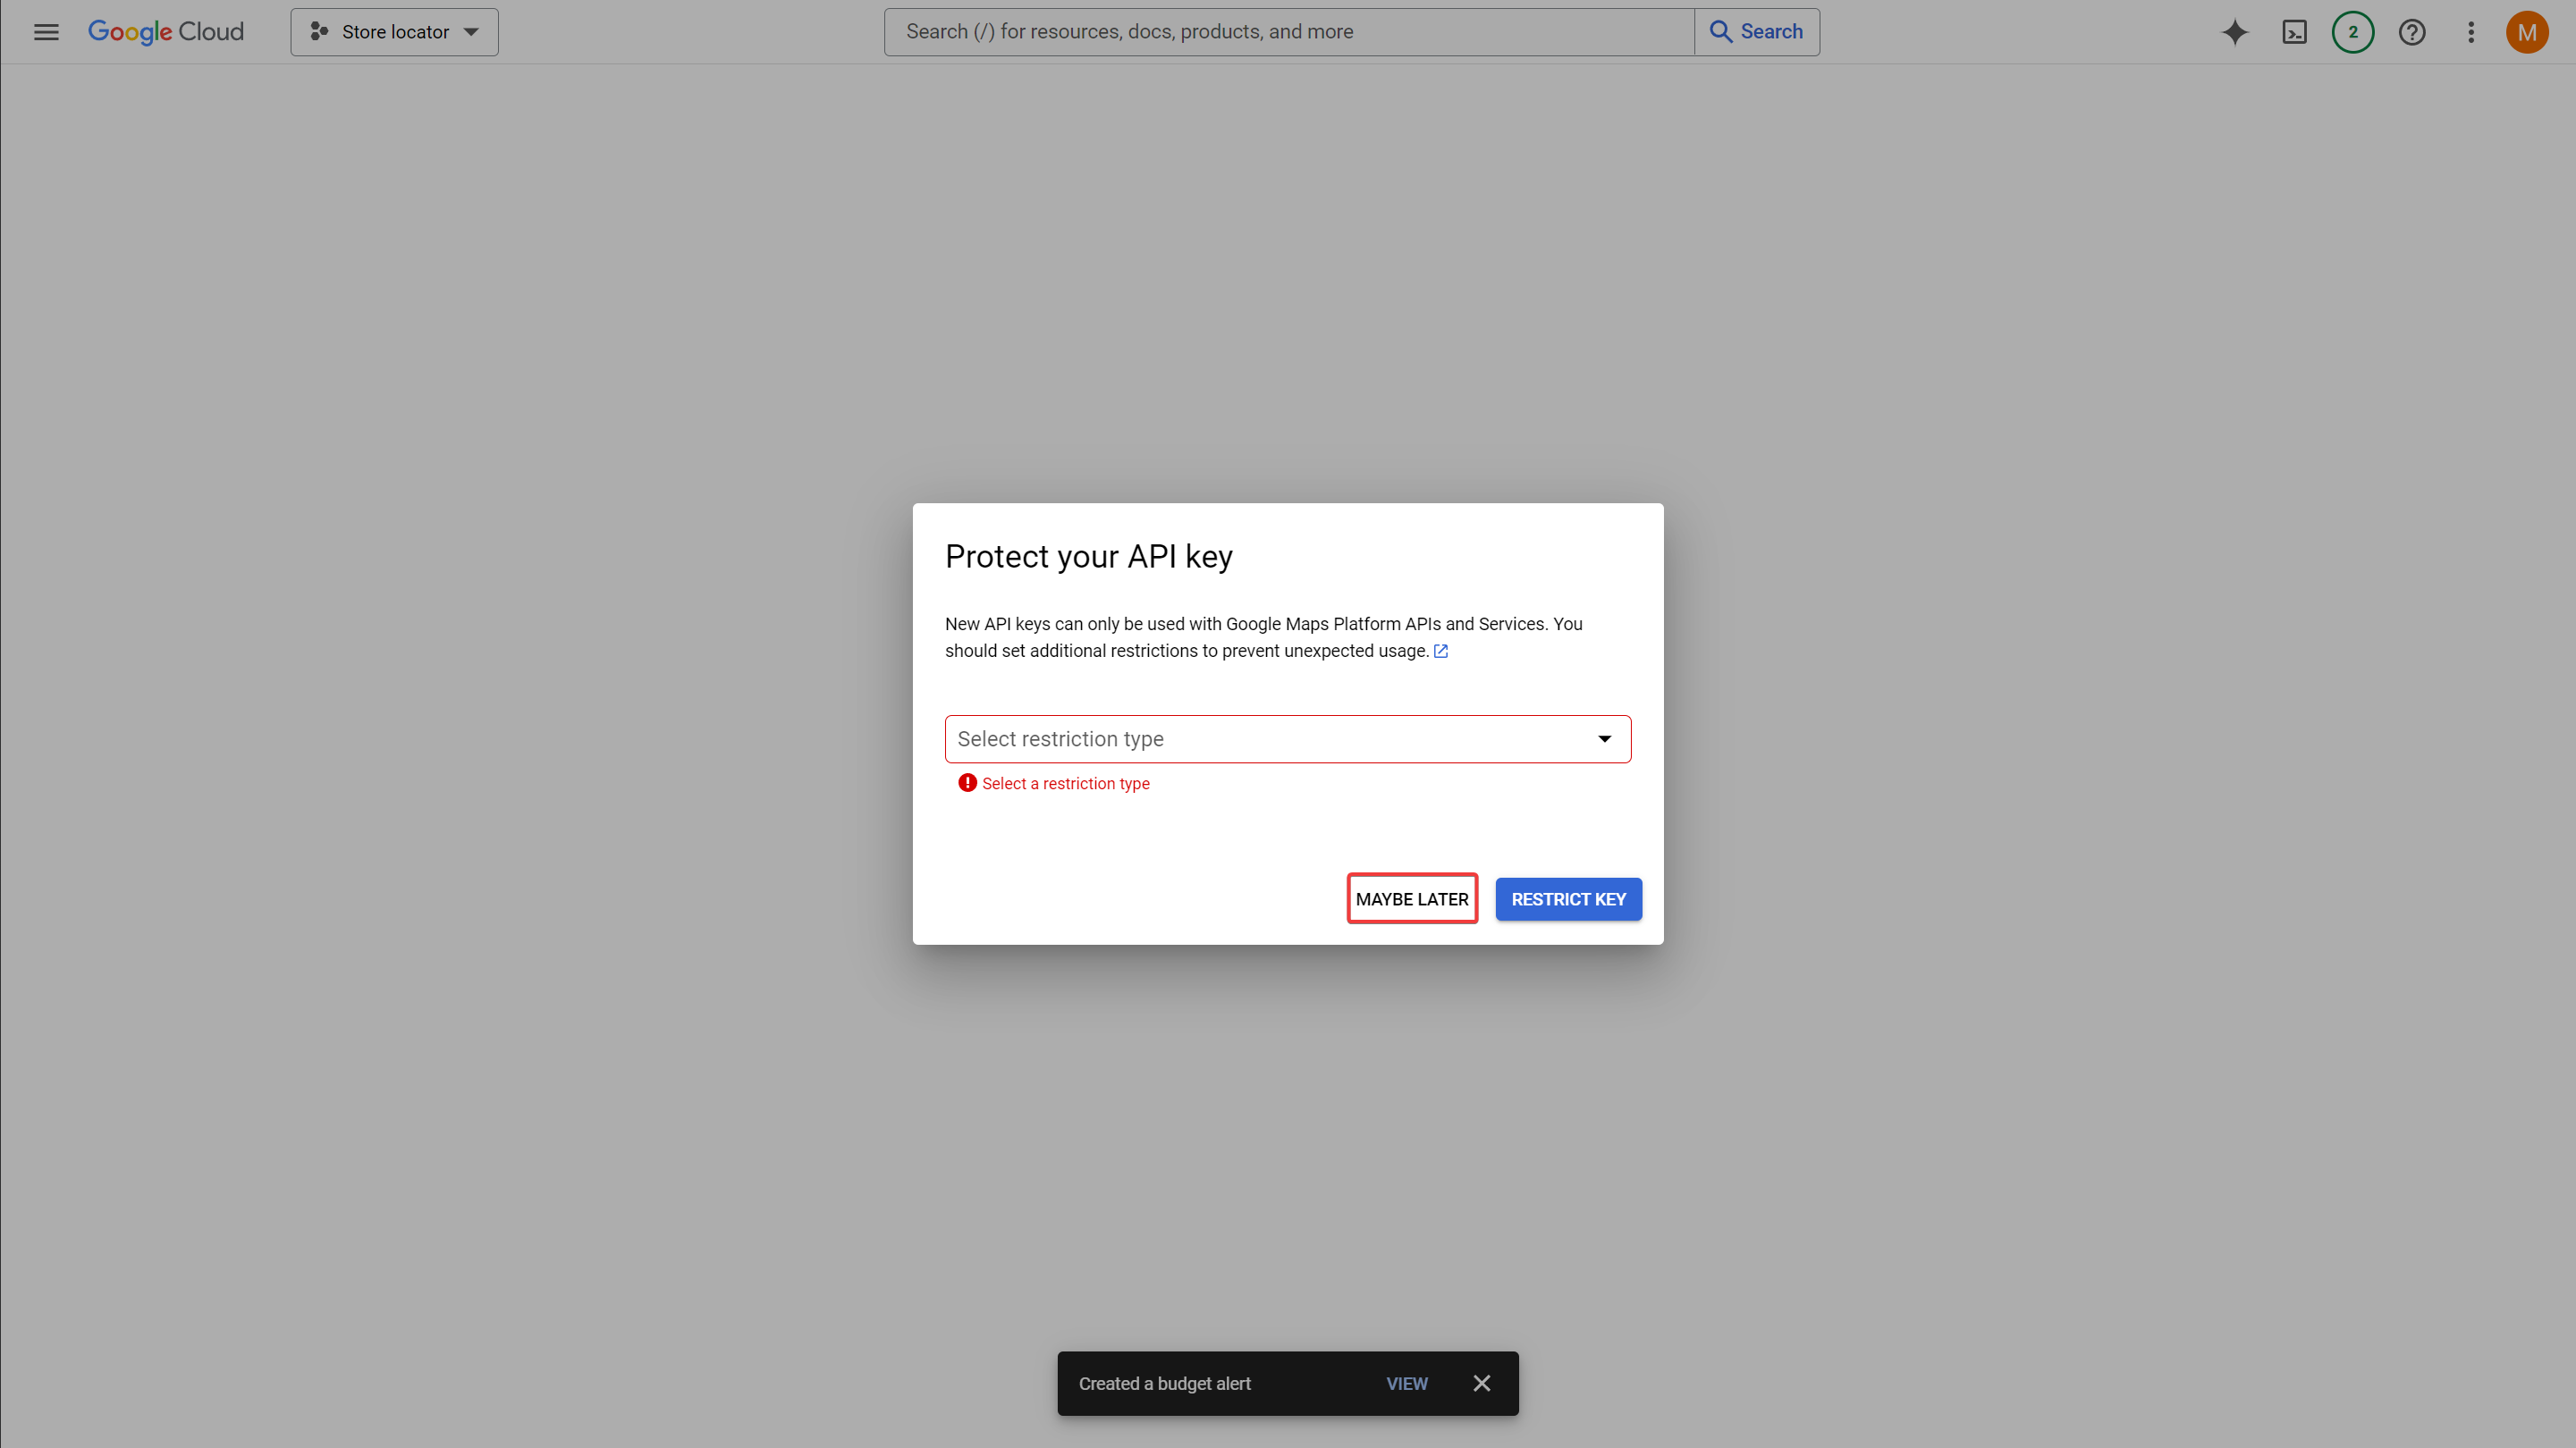 Google Cloud
Store locator
Search (/) for resources, docs, products, and more
Search
2
M
Protect your API key
New API keys can only be used with Google Maps Platform APIs and Services. You
should set additional restrictions to prevent unexpected usage.
Select restriction type
Select a restriction type
MAYBE LATER
RESTRICT KEY
Created a budget alert
VIEW